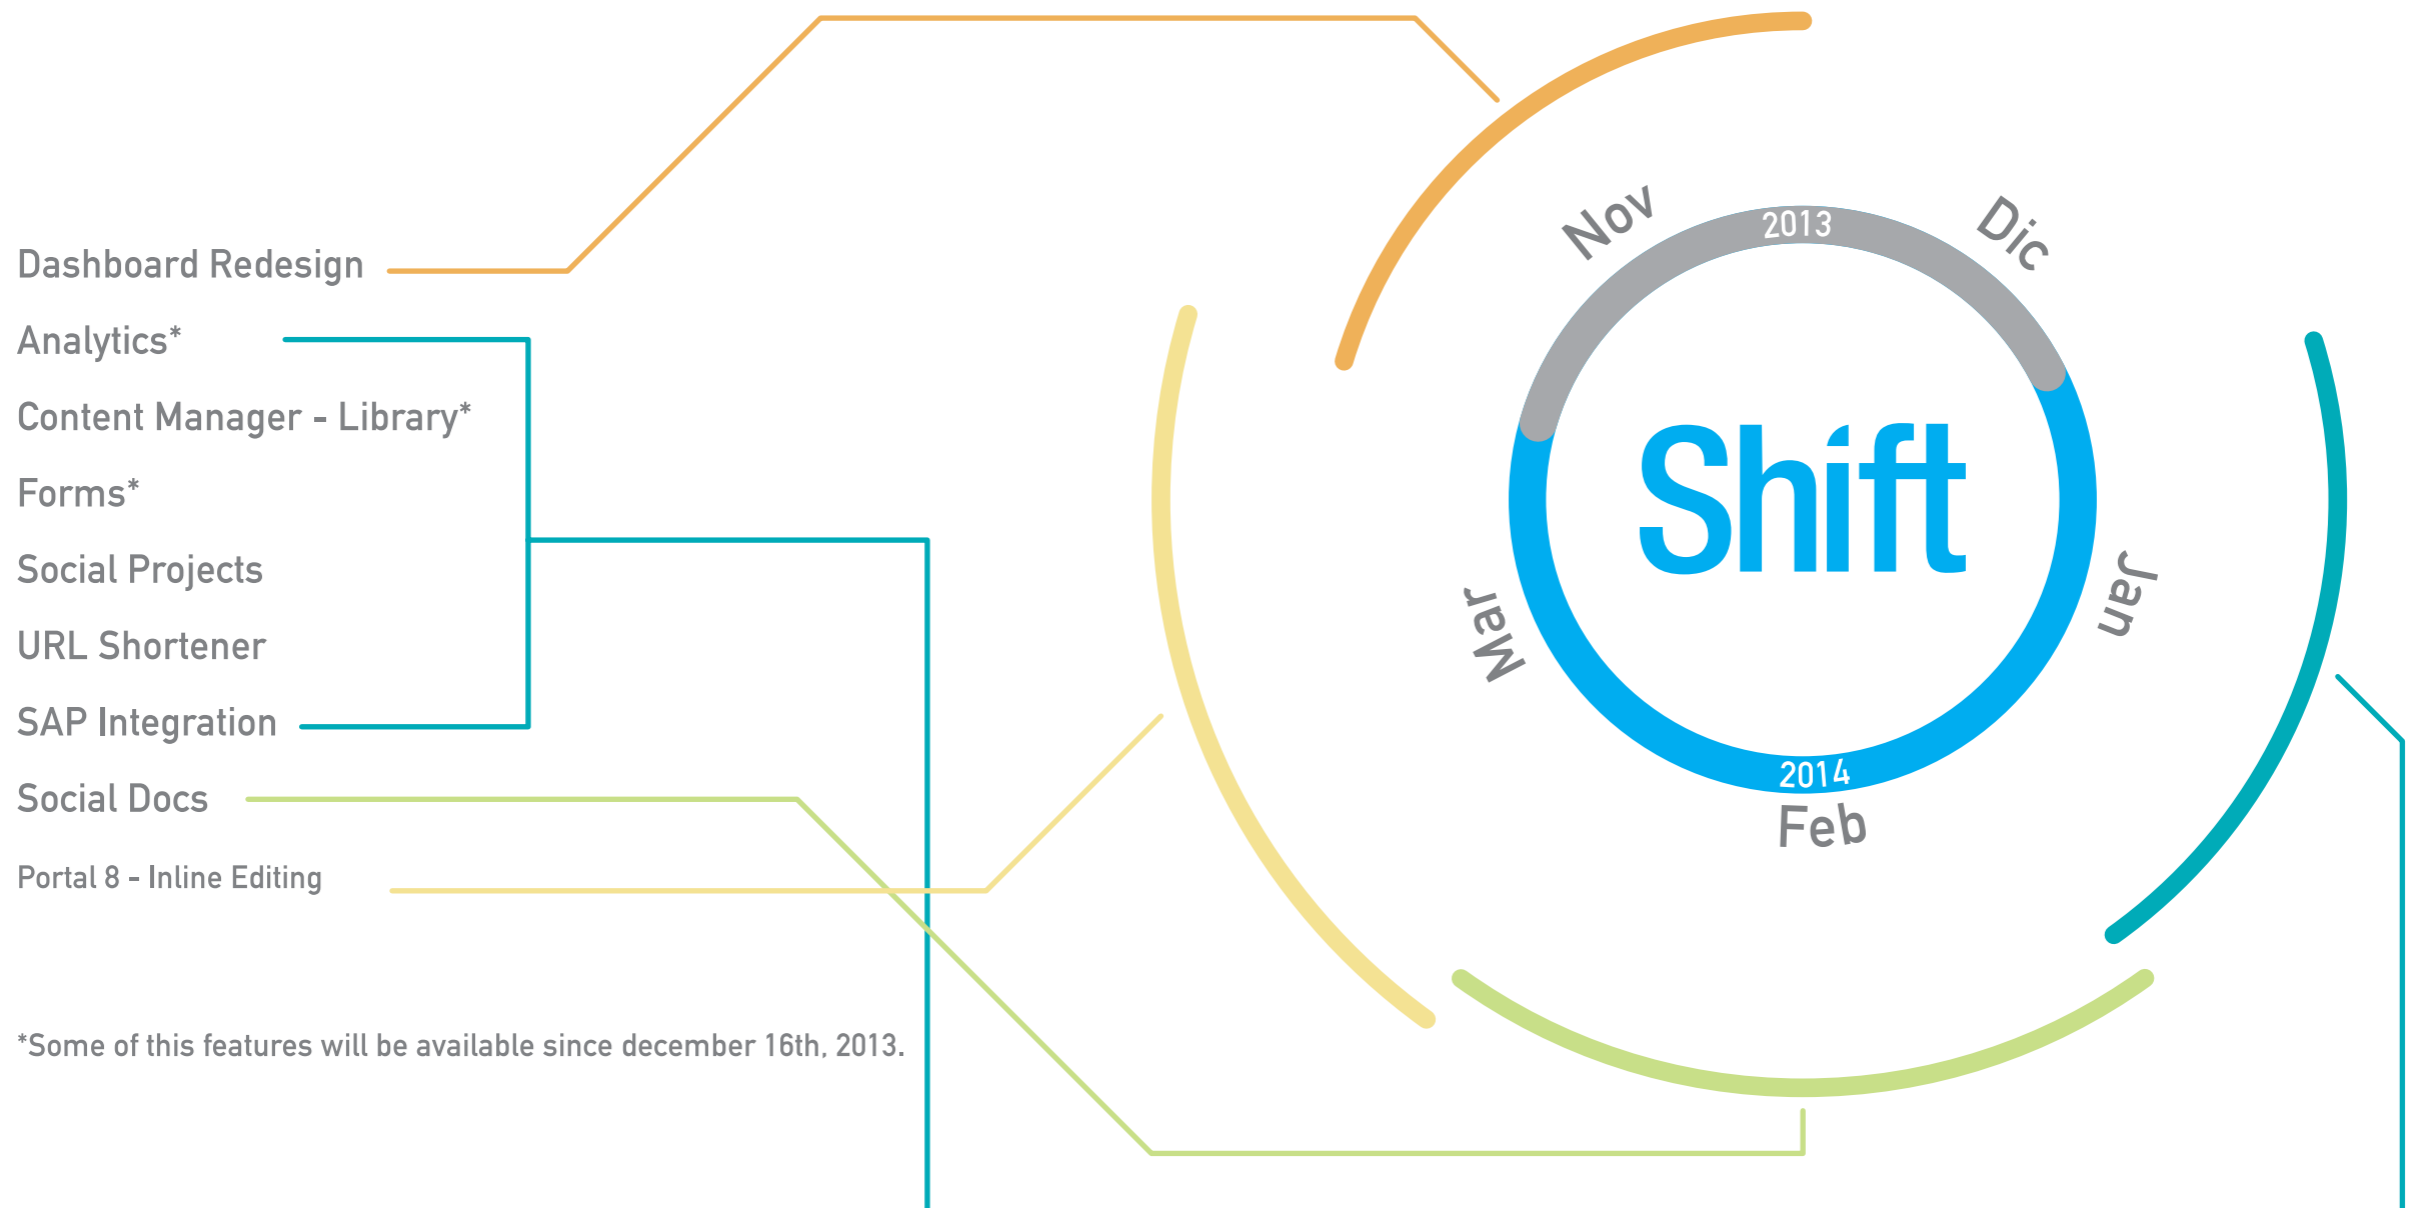 Dashboard Redesign
Analytics*
Content Manager - Library*
Forms*
Social Projects
URL Shortener
SAP Integration
Social Docs
Portal 8 - Inline Editing
*Some of this features will be available since december 16th, 2013.
Nov
2013
Dic
Shift
Jan
Mar
2014
Feb